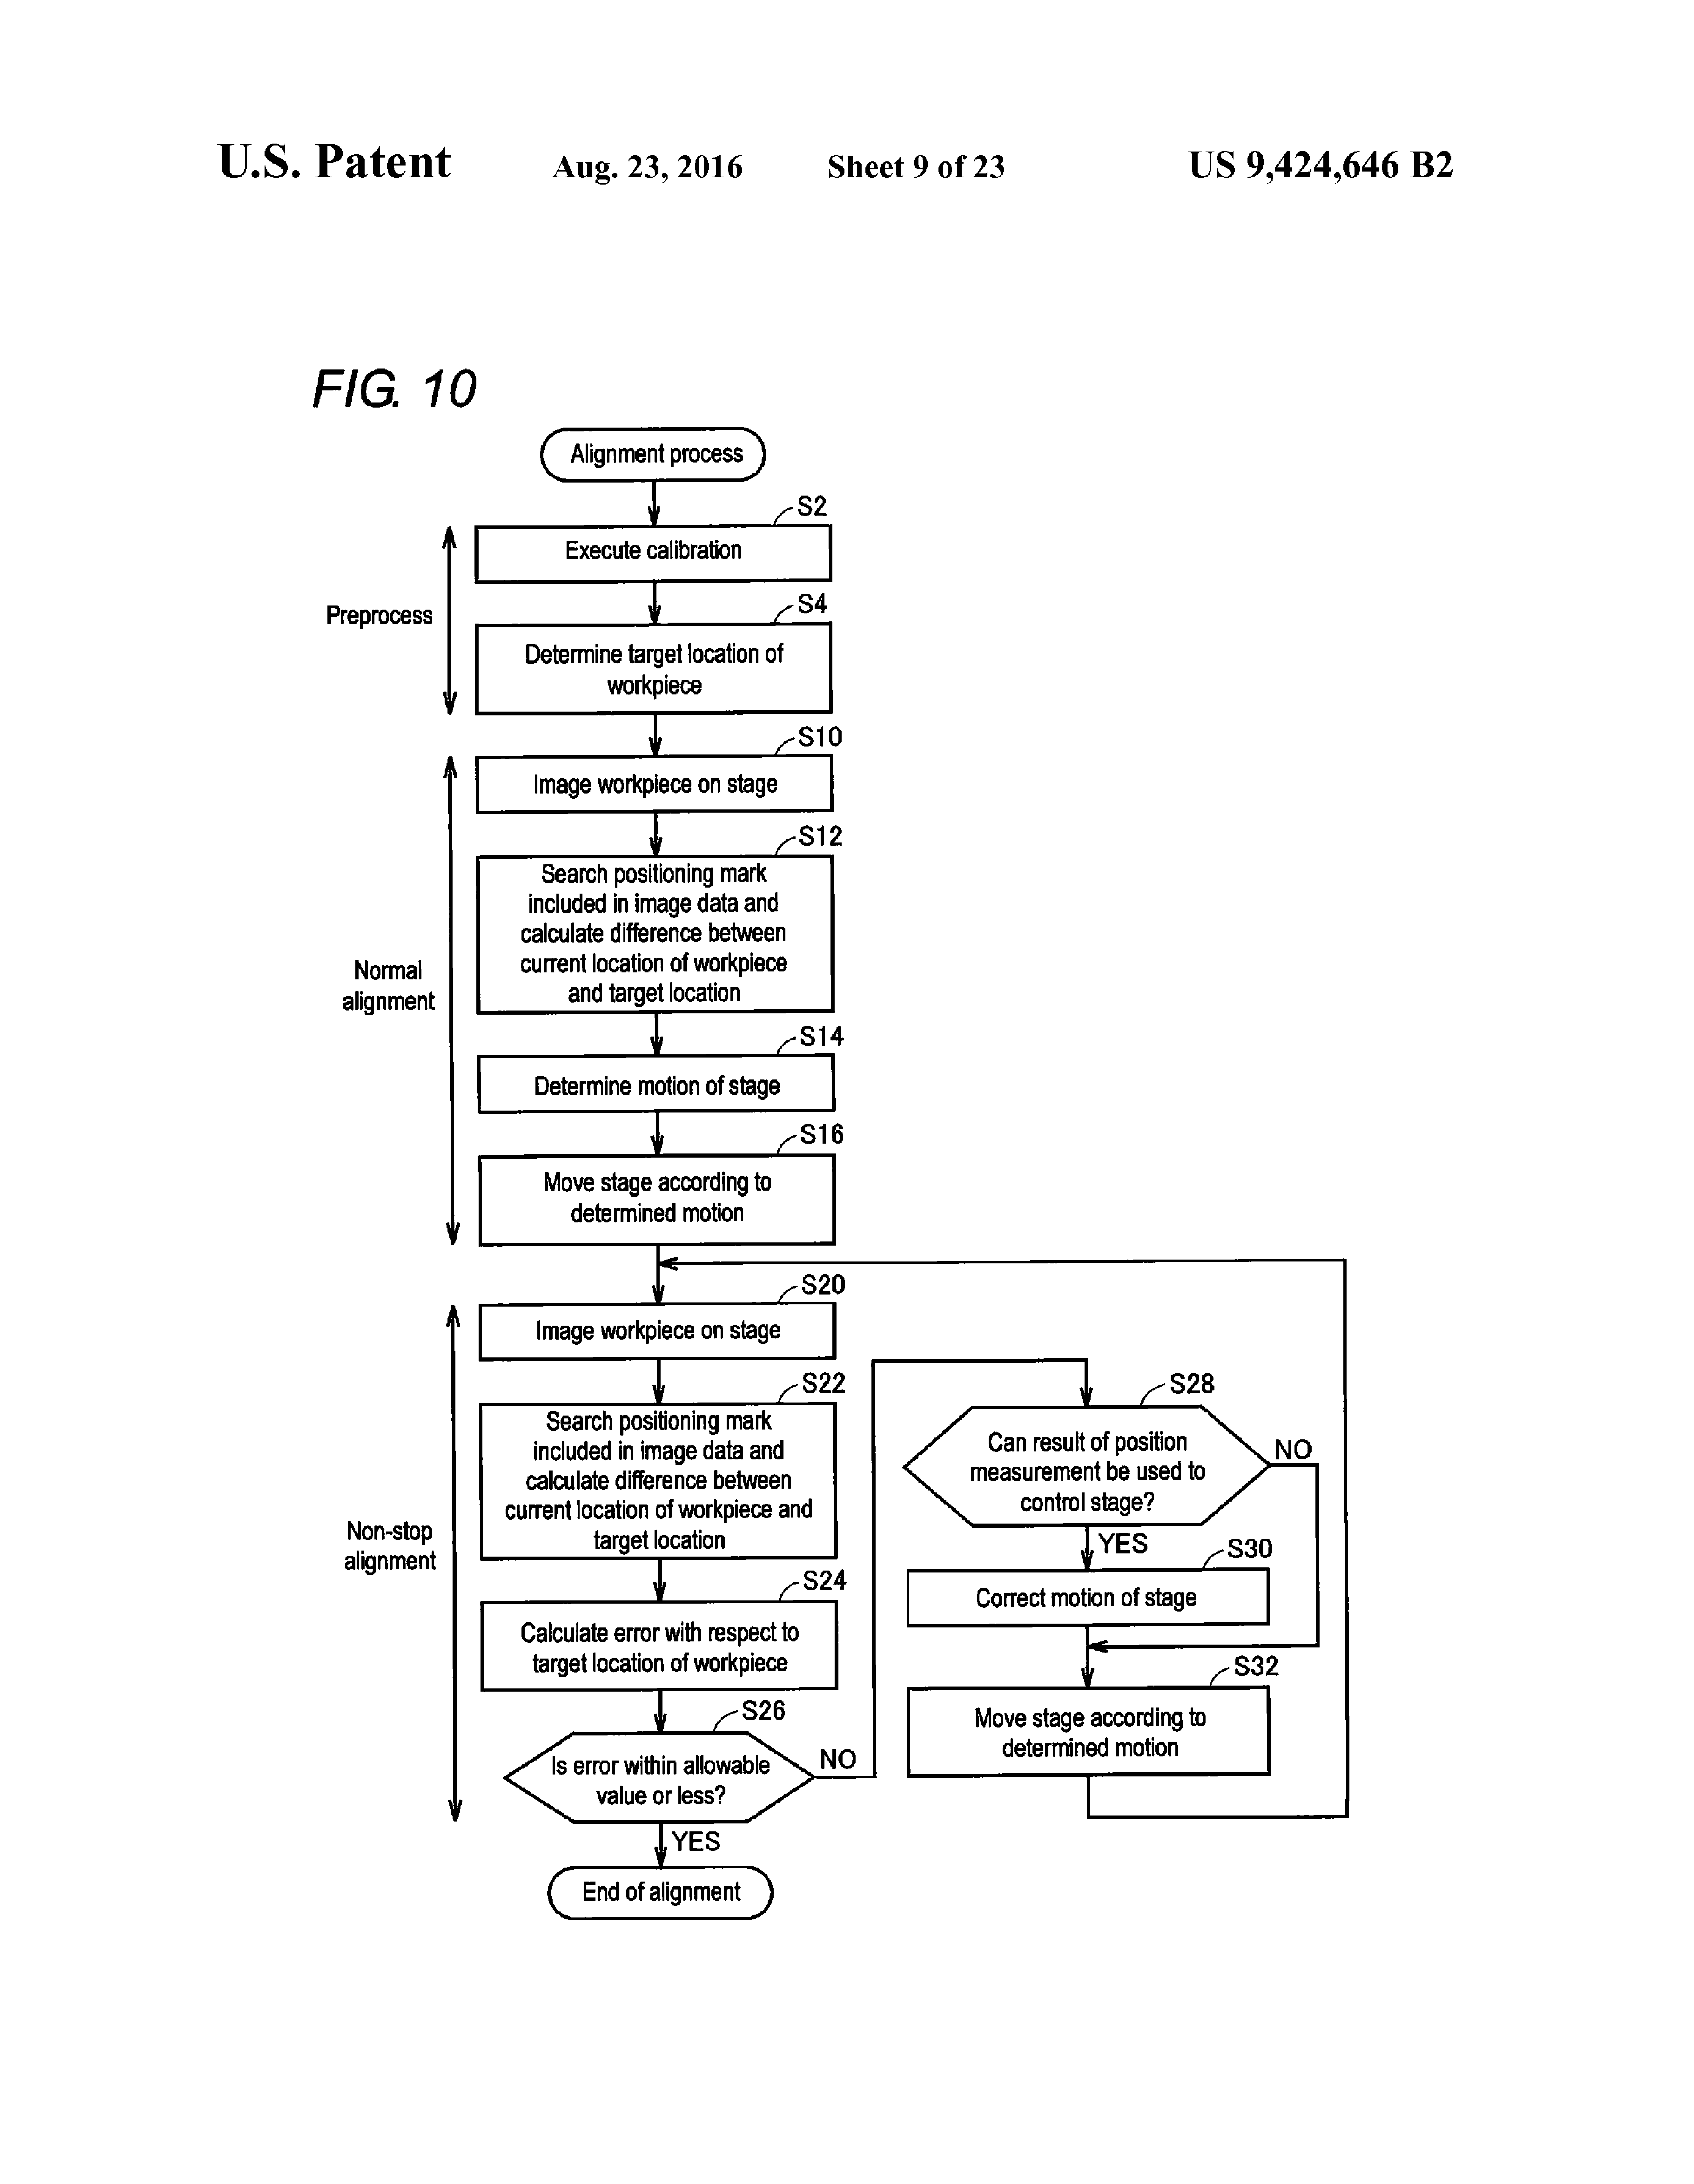 U.S. Patent Aug. 23, 2016 Sheet 9 of 23 US 9,424,646 B2
FIG. 10
Alignment process
S2
Execute calibration
Preprocess
S4
Determine target location of
workpiece
S10
Image workpiece on stage
S12
Search positioning mark
included in image data and
calculate difference between
current location of workpiece
and target location
Normal
alignment
S14
Determine motion of stage
S16
Move stage according to
determined motion
S20
Image workpiece on stage
S22
Search positioning mark
included in image data and
calculate difference between
current location of workpiece and
target location
Non-stop
alignment
S24
Calculate error with respect to
target location of workpiece
S26
Is error within allowable
value or less?
NO
YES
End of alignment
S28
Can result of position
measurement be used to
control stage?
NO
YES
S30
Correct motion of stage
S32
Move stage according to
determined motion